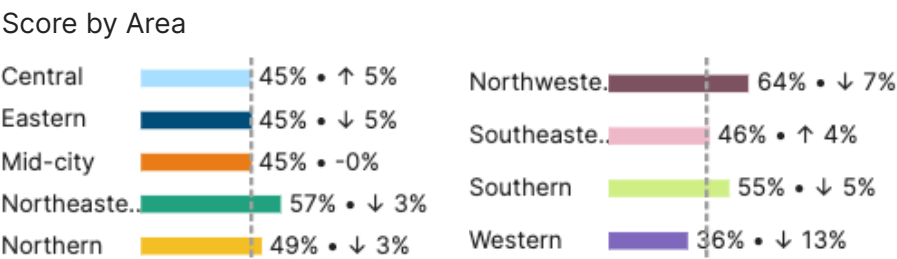 Score by Area
Central 45% • ↑ 5%
Eastern 45% • ↓ 5%
Mid-city 45% • -0%
Northeaste.. 57% • ↓ 3%
Northern 49% • ↓ 3%
Northweste.. 64% • ↓ 7%
Southeaste.. 46% • ↑ 4%
Southern 55% • ↓ 5%
Western 36% • ↓ 13%